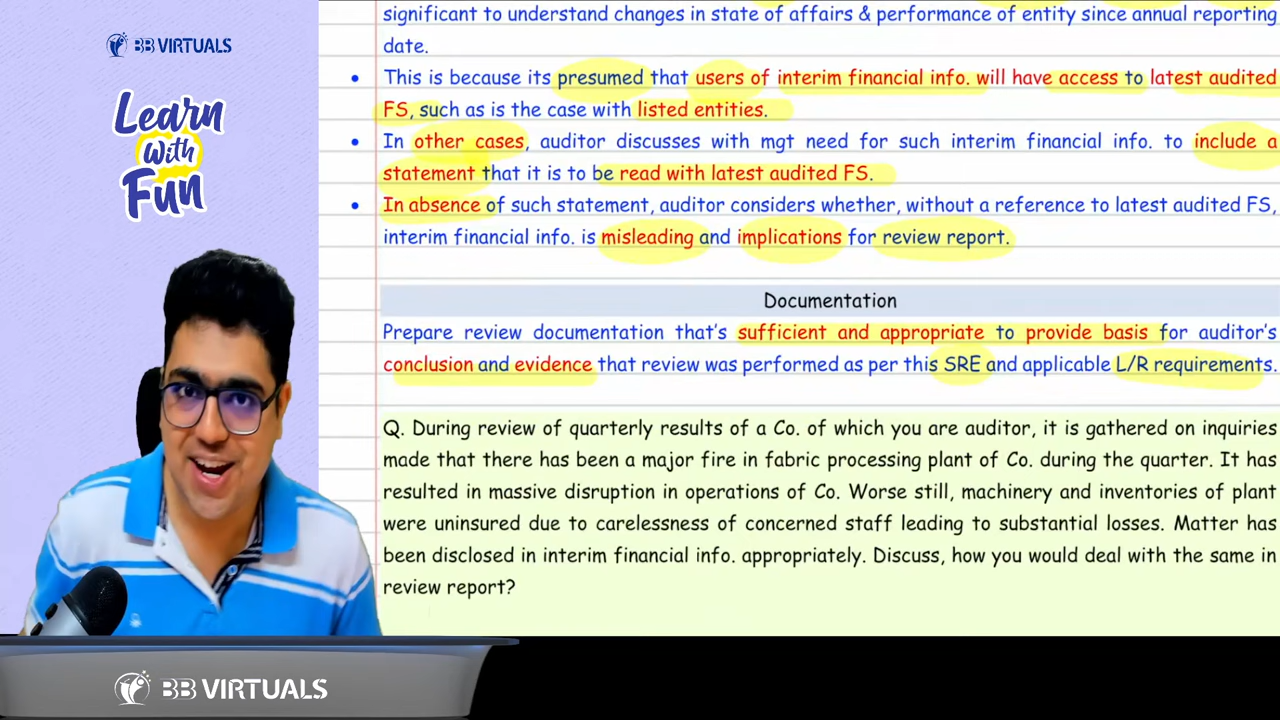 BB VIRTUALS
Learn
With
Fun
significant to understand changes in state of affairs & performance of entity since annual reporting
date.
• This is because its presumed that users of interim financial info. will have access to latest audited
FS, such as is the case with listed entities.
• In other cases, auditor discusses with mgt need for such interim financial info. to include a
statement that it is to be read with latest audited FS.
• In absence of such statement, auditor considers whether, without a reference to latest audited FS,
interim financial info. is misleading and implications for review report.
Documentation
Prepare review documentation that's sufficient and appropriate to provide basis for auditor's
conclusion and evidence that review was performed as per this SRE and applicable L/R requirements.
Q. During review of quarterly results of a Co. of which you are auditor, it is gathered on inquiries
made that there has been a major fire in fabric processing plant of Co. during the quarter. It has
resulted in massive disruption in operations of Co. Worse still, machinery and inventories of plant
were uninsured due to carelessness of concerned staff leading to substantial losses. Matter has
been disclosed in interim financial info. appropriately. Discuss, how you would deal with the same in
review report?
BB VIRTUALS